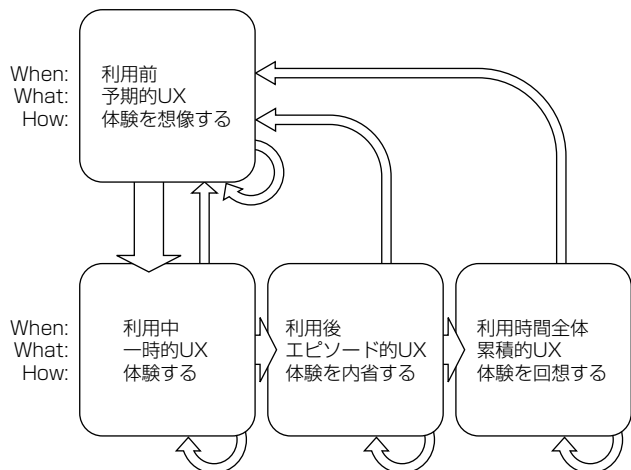 When: 利用前
What: 予期的UX
How: 体験を想像する
When: 利用中 利用後 利用時間全体
What: 一時的UX エピソード的UX 累積的UX
How: 体験する 体験を内省する 体験を回想する